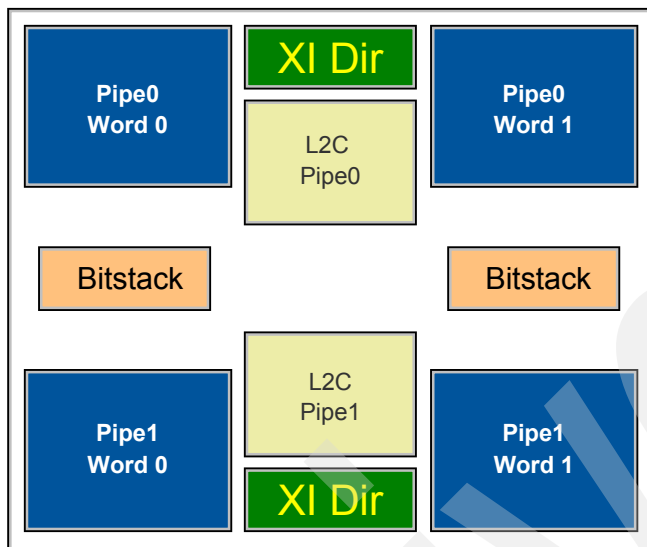 XI Dir
Pipe0
Word 0
Pipe0
Word 1
L2C
Pipe0
Bitstack
Bitstack
L2C
Pipe1
Pipe1
Word 0
Pipe1
Word 1
XI Dir